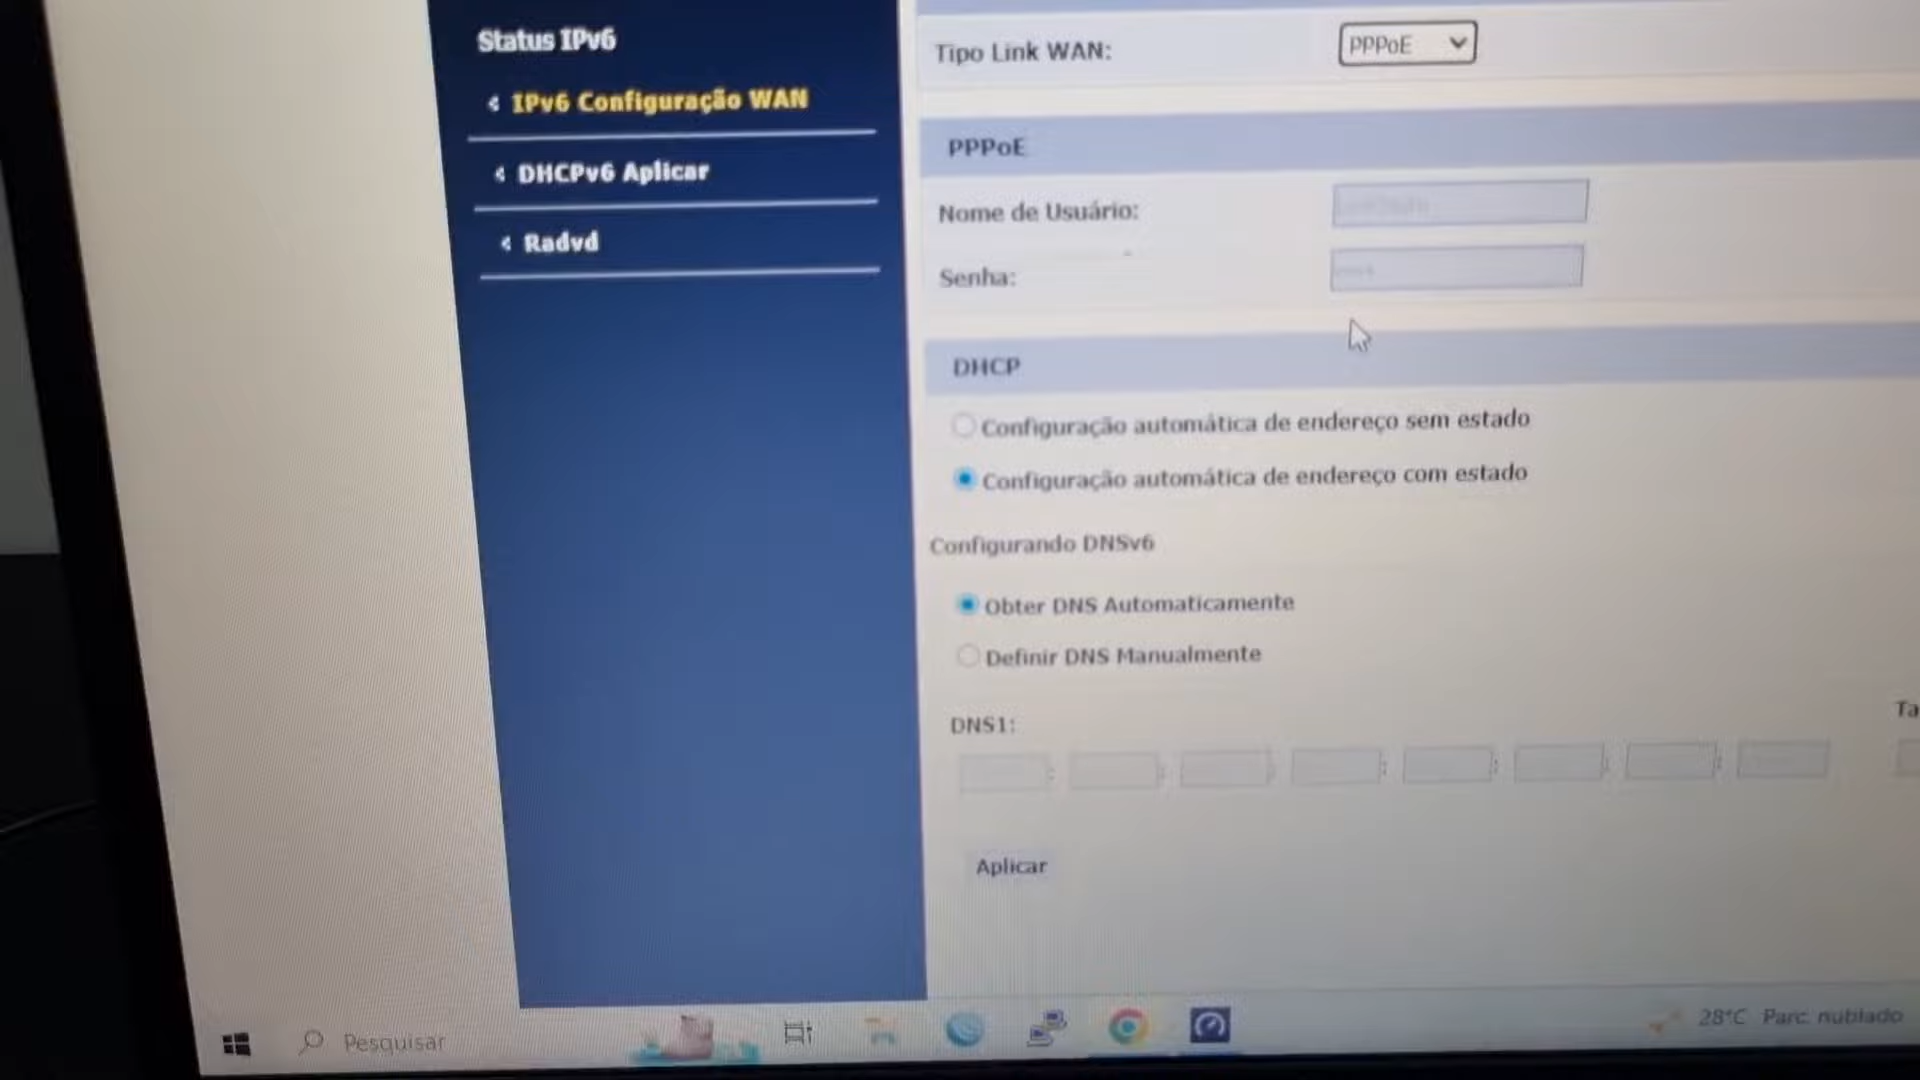 Status IPv6
IPv6 Configuração WAN
DHCPv6 Aplicar
Radvd
Tipo Link WAN:
PPPoE
PPPoE
Nome de Usuário:
Senha:
DHCP
Configuração automática de endereço sem estado
Configuração automática de endereço com estado
Configurando DNSv6
Obter DNS Automaticamente
Definir DNS Manualmente
DNS1:
Ta
: : : : : : :
Aplicar
Pesquisar
28°C Parc. nublado